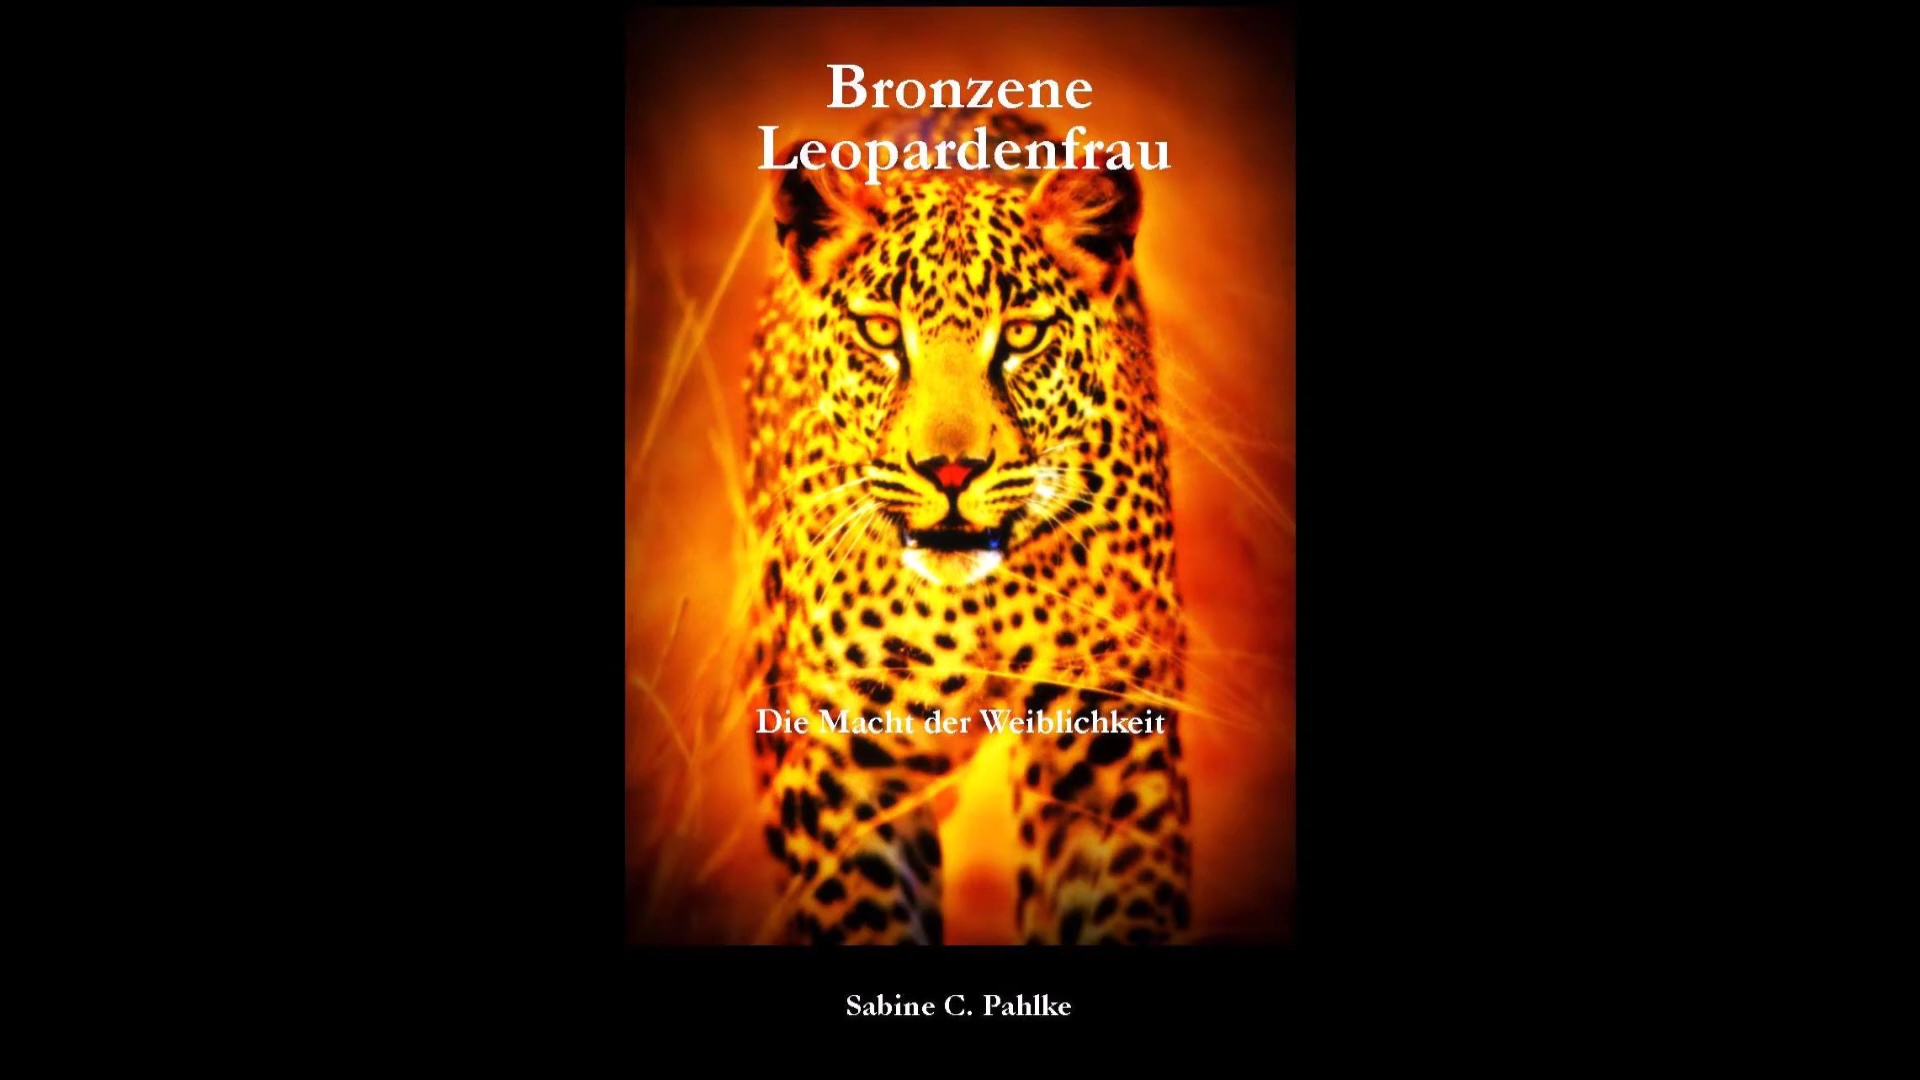 Bronzene
Leopardenfrau
Die Macht der Weiblichkeit
Sabine C. Pahlke